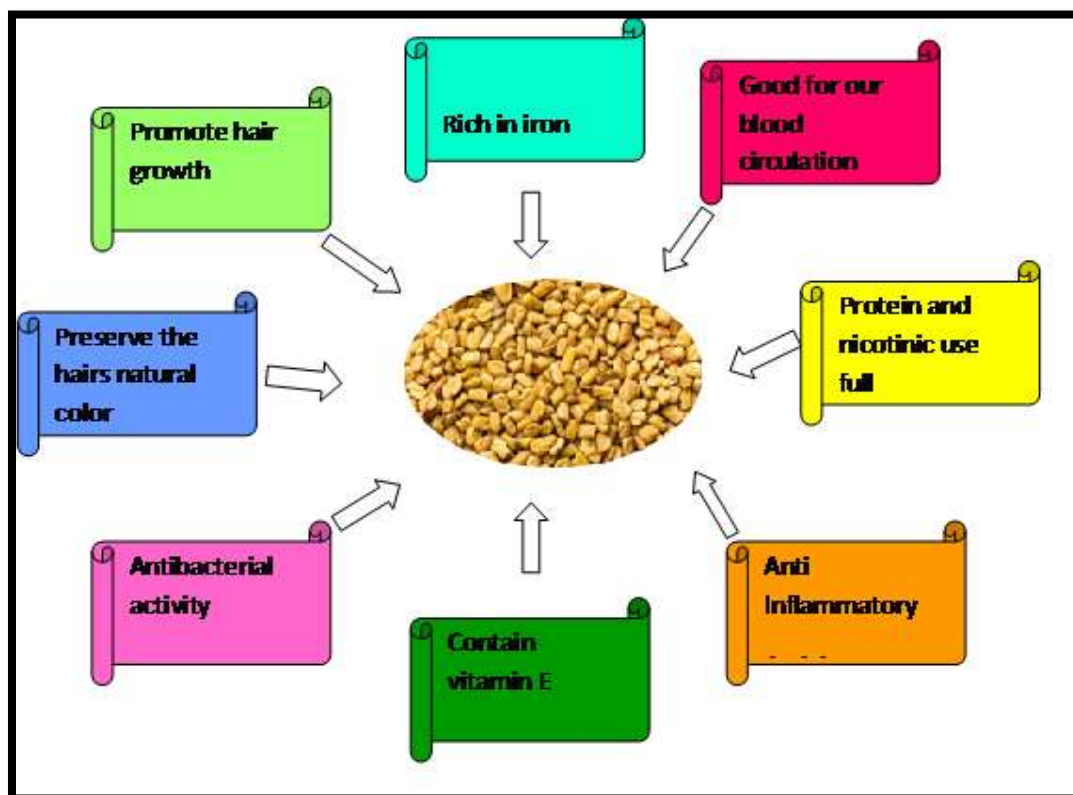 Promote hair
growth
Rich in iron
Good for our
blood
circulation
Preserve the
hairs natural
color
Protein and
nicotinic use
full
Antibacterial
activity
Contain
vitamin E
Anti
Inflammatory